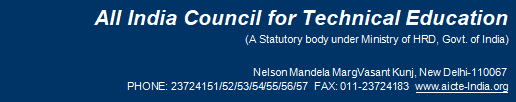 All India Council for Technical Education
(A Statutory body under Ministry of HRD, Govt. of India)
Nelson Mandela MargVasant Kunj, New Delhi-110067
PHONE: 23724151/52/53/54/55/56/57 FAX: 011-23724183 www.aicte-India.org